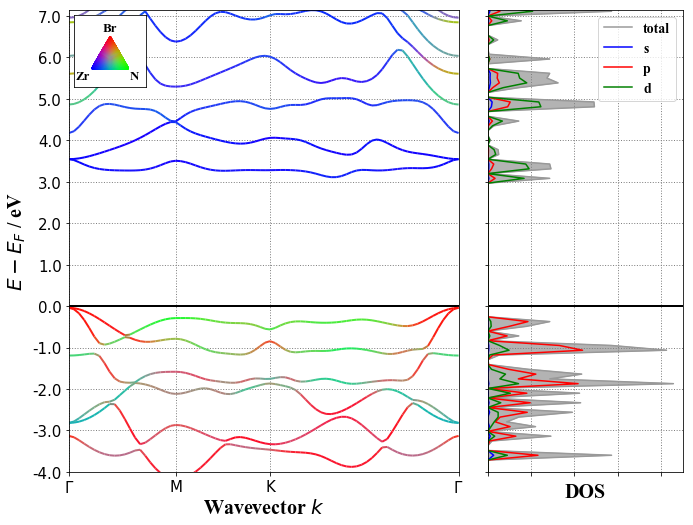 Br
Zr N
7.0
6.0
5.0
4.0
3.0
2.0
1.0
0.0
-1.0
-2.0
-3.0
-4.0
E − E_F / eV
Γ M K Γ
Wavevector k
total
s
p
d
DOS